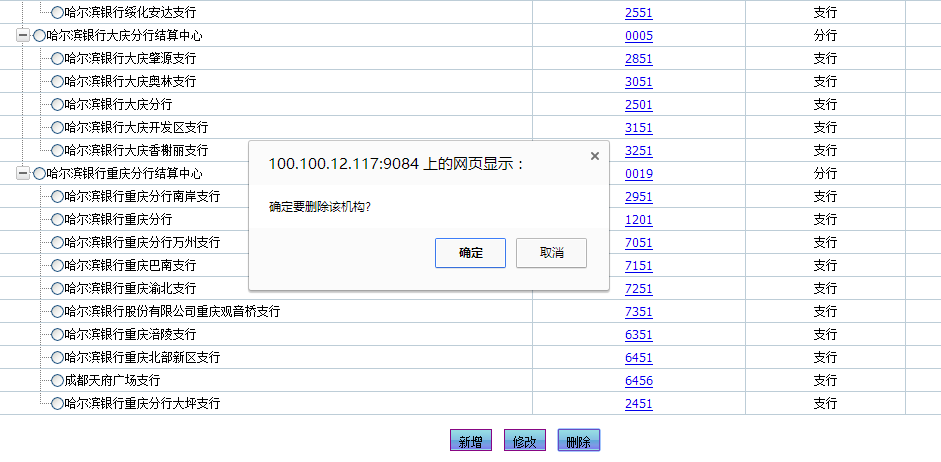 哈尔滨银行绥化安达支行 2551 支行
哈尔滨银行大庆分行结算中心 0005 分行
哈尔滨银行大庆肇源支行 2851 支行
哈尔滨银行大庆奥林支行 3051 支行
哈尔滨银行大庆分行 2501 支行
哈尔滨银行大庆开发区支行 3151 支行
哈尔滨银行大庆香榭丽支行 3251 支行
100.100.12.117:9084 上的网页显示：
哈尔滨银行重庆分行结算中心 0019 分行
哈尔滨银行重庆分行南岸支行 2951 支行
确定要删除该机构?
哈尔滨银行重庆分行 1201 支行
哈尔滨银行重庆分行万州支行 7051 支行
确定 取消
哈尔滨银行重庆巴南支行 7151 支行
哈尔滨银行重庆渝北支行 7251 支行
哈尔滨银行股份有限公司重庆观音桥支行 7351 支行
哈尔滨银行重庆涪陵支行 6351 支行
哈尔滨银行重庆北部新区支行 6451 支行
成都天府广场支行 6456 支行
哈尔滨银行重庆分行大坪支行 2451 支行
新增 修改 删除